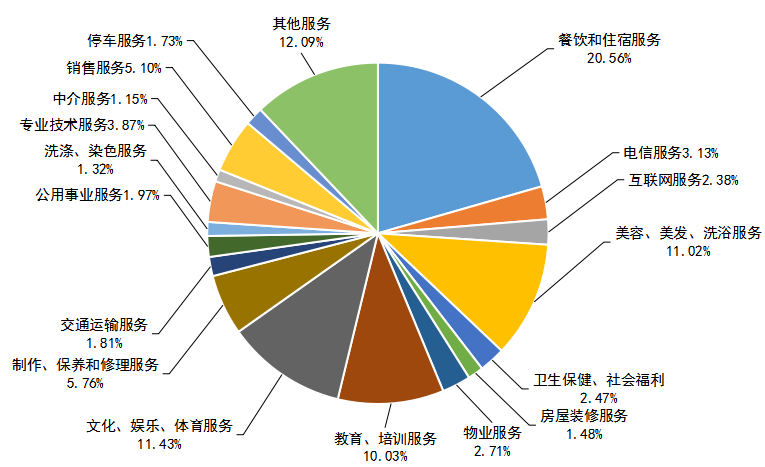 其他服务
12.09%
餐饮和住宿服务
20.56%
电信服务3.13%
互联网服务2.38%
美容、美发、洗浴服务
11.02%
卫生保健、社会福利
2.47%
房屋装修服务
1.48%
物业服务
2.71%
教育、培训服务
10.03%
文化、娱乐、体育服务
11.43%
制作、保养和修理服务
5.76%
交通运输服务
1.81%
公用事业服务1.97%
洗涤、染色服务
1.32%
专业技术服务3.87%
中介服务1.15%
销售服务5.10%
停车服务1.73%